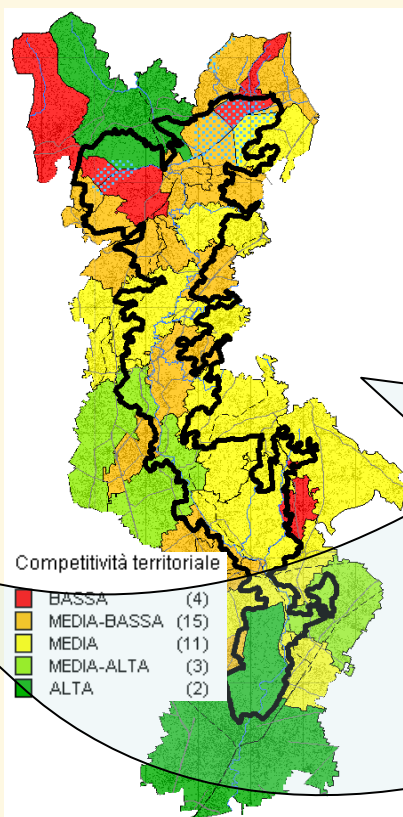 Competitività territoriale
BASSA (4)
MEDIA-BASSA (15)
MEDIA (11)
MEDIA-ALTA (3)
ALTA (2)